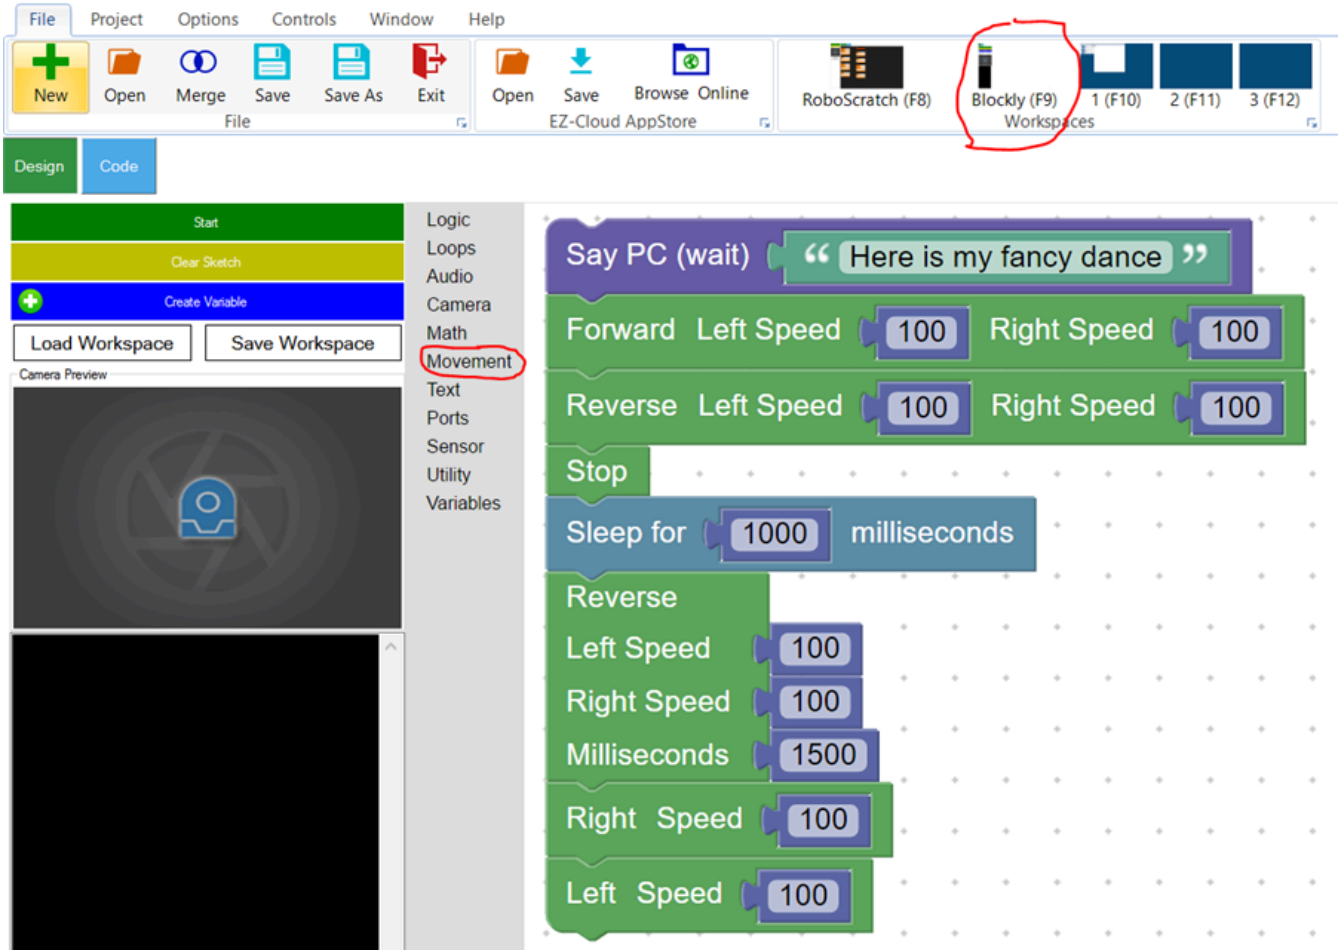 File Project Options Controls Window Help
New Open Merge Save Save As Exit Open Save Browse Online RoboScratch (F8) Blockly (F9) 1 (F10) 2 (F11) 3 (F12)
File EZ-Cloud AppStore Workspaces
Design Code
Start
Clear Sketch
Create Variable
Load Workspace Save Workspace
Camera Preview
Logic
Loops
Audio
Camera
Math
Movement
Text
Ports
Sensor
Utility
Variables
Say PC (wait) “ Here is my fancy dance ”
Forward Left Speed 100 Right Speed 100
Reverse Left Speed 100 Right Speed 100
Stop
Sleep for 1000 milliseconds
Reverse
Left Speed 100
Right Speed 100
Milliseconds 1500
Right Speed 100
Left Speed 100